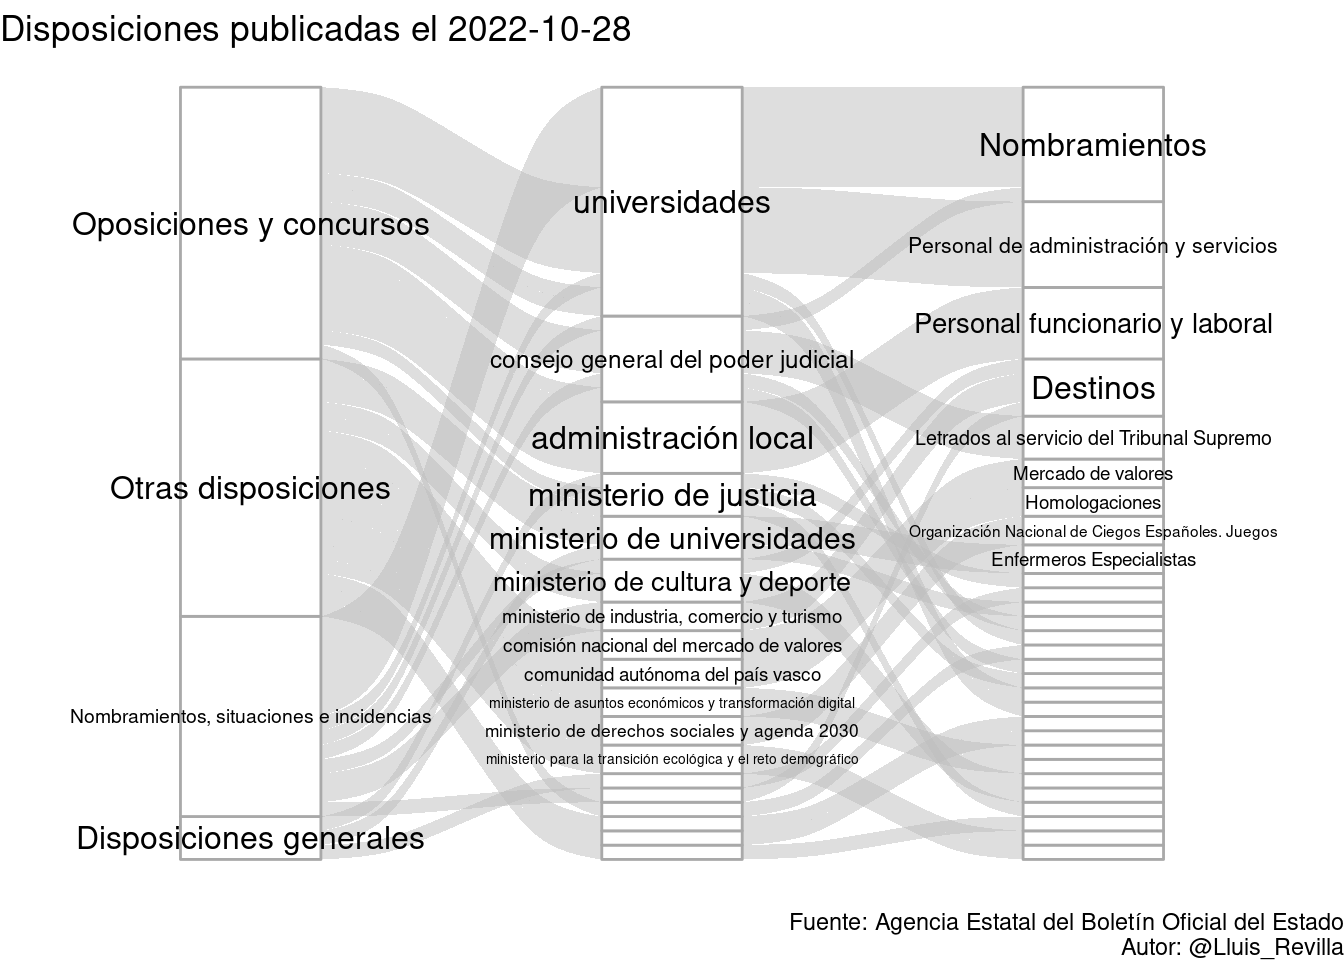 Disposiciones publicadas el 2022-10-28
Oposiciones y concursos
Otras disposiciones
Nombramientos, situaciones e incidencias
Disposiciones generales
universidades
consejo general del poder judicial
administración local
ministerio de justicia
ministerio de universidades
ministerio de cultura y deporte
ministerio de industria, comercio y turismo
comisión nacional del mercado de valores
comunidad autónoma del país vasco
ministerio de asuntos económicos y transformación digital
ministerio de derechos sociales y agenda 2030
ministerio para la transición ecológica y el reto demográfico
Nombramientos
Personal de administración y servicios
Personal funcionario y laboral
Destinos
Letrados al servicio del Tribunal Supremo
Mercado de valores
Homologaciones
Organización Nacional de Ciegos Españoles. Juegos
Enfermeros Especialistas
Fuente: Agencia Estatal del Boletín Oficial del Estado
Autor: @Lluis_Revilla